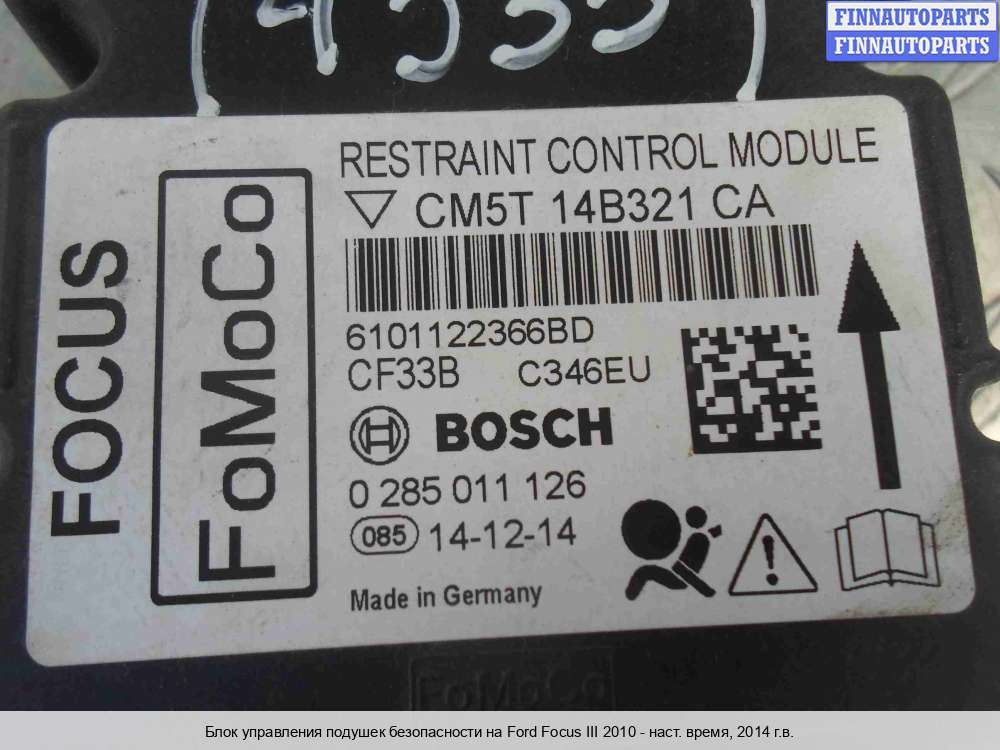 FINNAUTOPARTS
FINNAUTOPARTS
RESTRAINT CONTROL MODULE
CM5T 14B321 CA
6101122366BD
CF33B C346EU
BOSCH
0 285 011 126
085 14-12-14
Made in Germany
FOCUS
FoMoCo
FoMoCo
Блок управления подушек безопасности на Ford Focus III 2010 - наст. время, 2014 г.в.